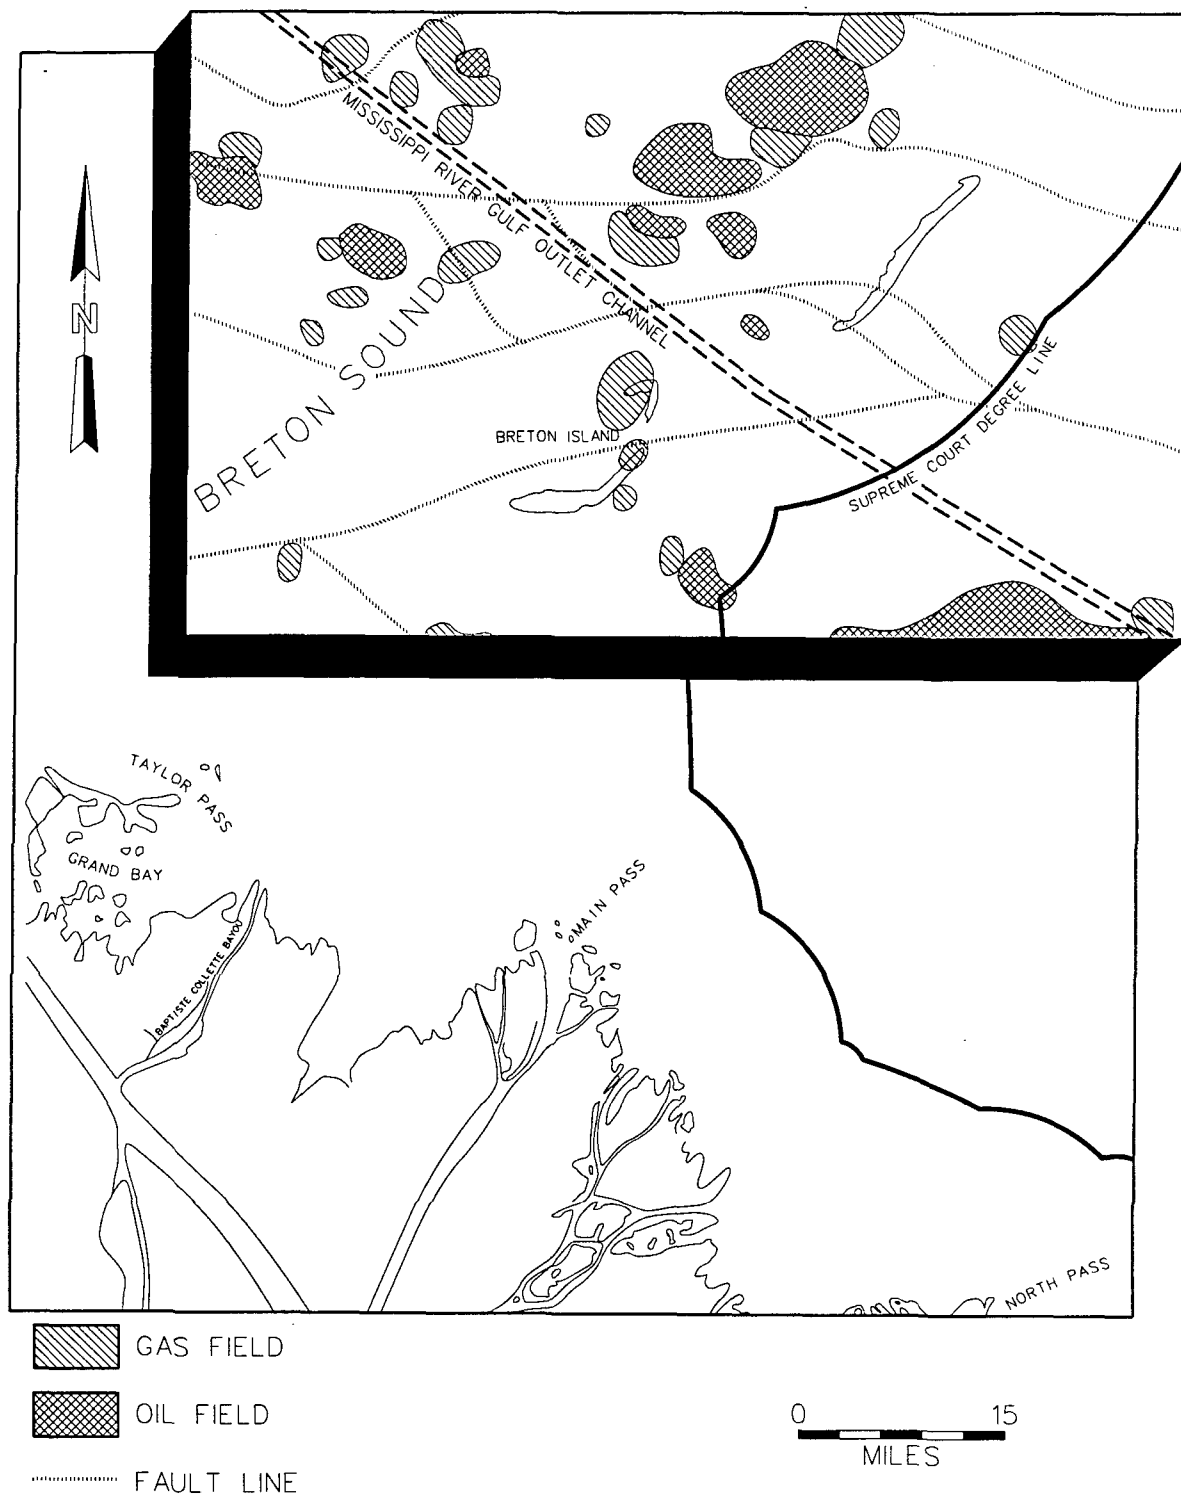 MISSISSIPPI RIVER GULF OUTLET CHANNEL
N
BRETON SOUND
BRETON ISLAND
SUPREME COURT DEGREE LINE
TAYLOR PASS
GRAND BAY
MAIN PASS
BAPTISTE COLLETTE BAYOU
NORTH PASS
GAS FIELD
OIL FIELD
FAULT LINE
0 15
MILES